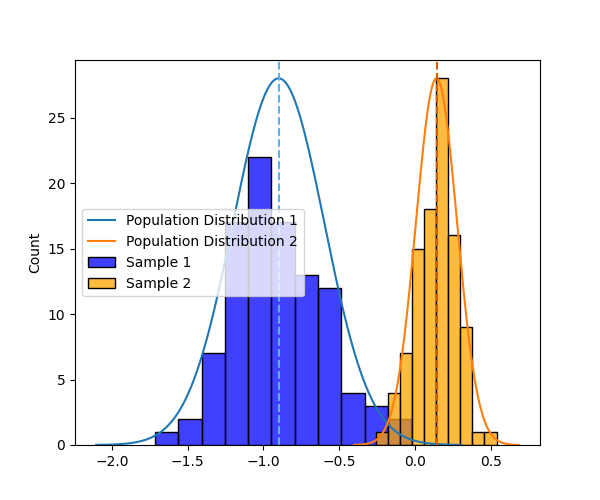 25
20
15
10
5
0
Count
Population Distribution 1
Population Distribution 2
Sample 1
Sample 2
−2.0 −1.5 −1.0 −0.5 0.0 0.5